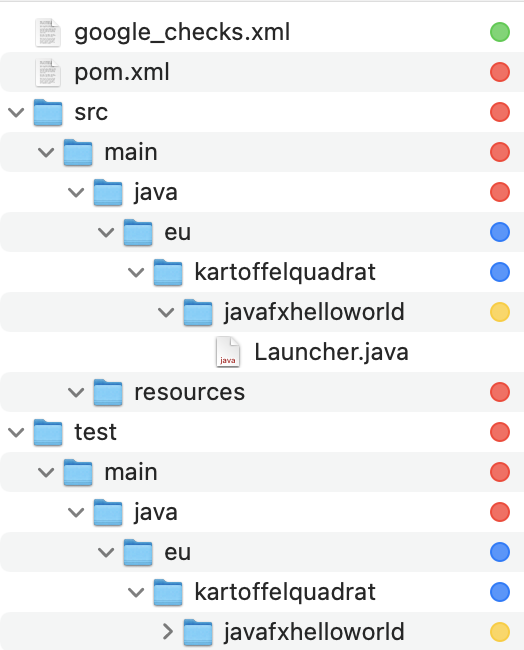 google_checks.xml
pom.xml
src
main
java
eu
kartoffelquadrat
javafxhelloworld
java Launcher.java
resources
test
main
java
eu
kartoffelquadrat
javafxhelloworld